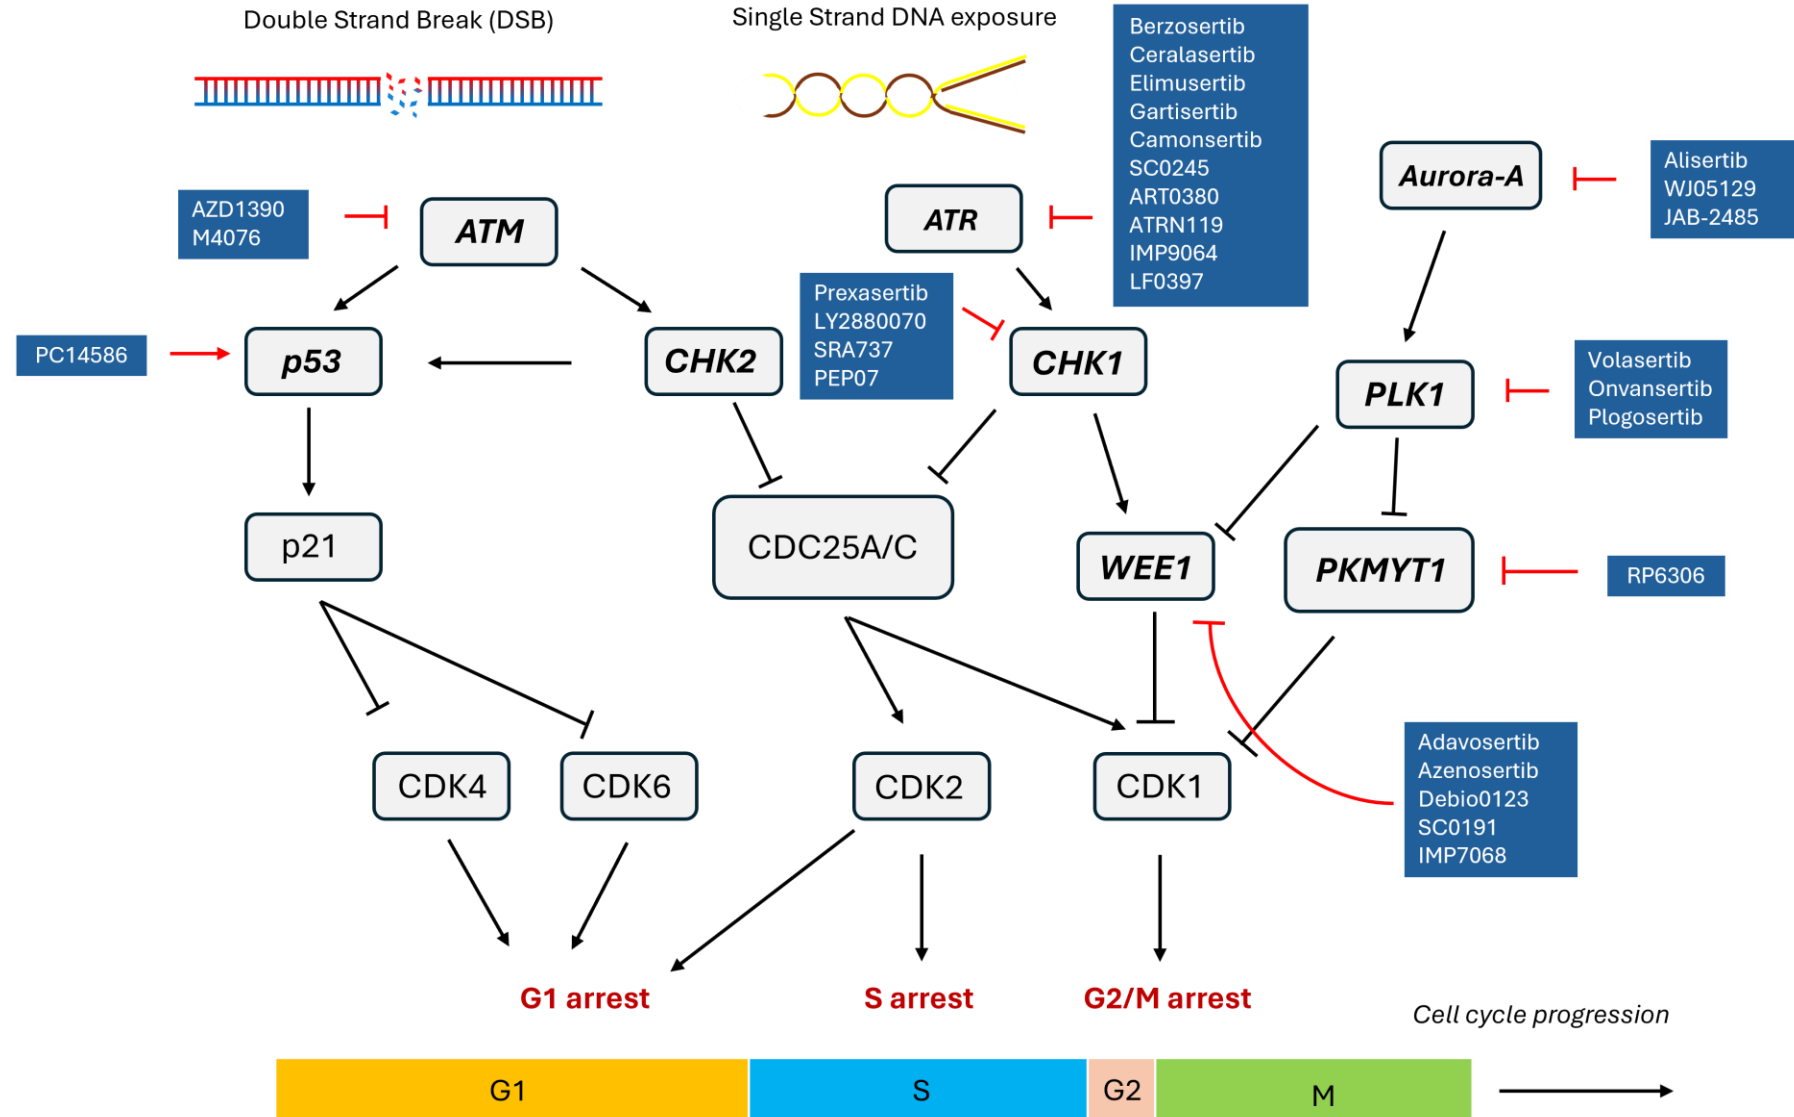 Double Strand Break (DSB)
Single Strand DNA exposure
Berzosertib
Ceralasertib
Elimusertib
Gartisertib
Camonsertib
SC0245
ART0380
ATRN119
IMP9064
LF0397
Alisertib
WJ05129
JAB-2485
Aurora-A
AZD1390
M4076
ATM
ATR
Prexasertib
LY2880070
SRA737
PEP07
PC14586
p53
CHK2
CHK1
PLK1
Volasertib
Onvansertib
Plogosertib
p21
CDC25A/C
WEE1
PKMYT1
RP6306
CDK4
CDK6
CDK2
CDK1
Adavosertib
Azenosertib
Debio0123
SC0191
IMP7068
G1 arrest
S arrest
G2/M arrest
Cell cycle progression
G1
S
G2
M